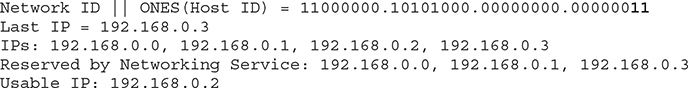 Network ID || ONES(Host ID) = 11000000.10101000.00000000.00000011
Last IP = 192.168.0.3
IPs: 192.168.0.0, 192.168.0.1, 192.168.0.2, 192.168.0.3
Reserved by Networking Service: 192.168.0.0, 192.168.0.1, 192.168.0.3
Usable IP: 192.168.0.2